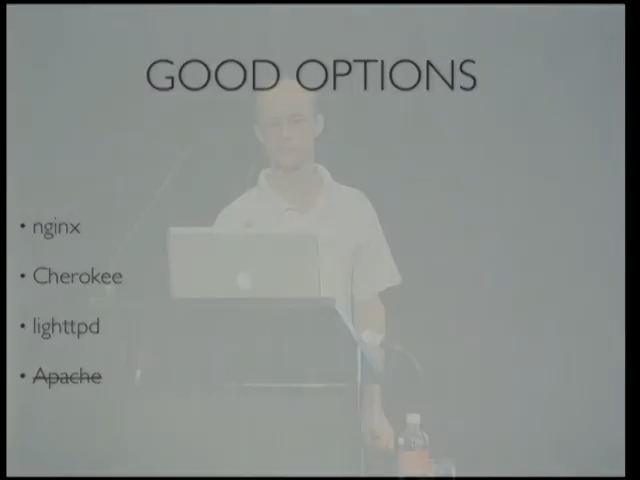 GOOD OPTIONS
• nginx
• Cherokee
• lighttpd
• Apache